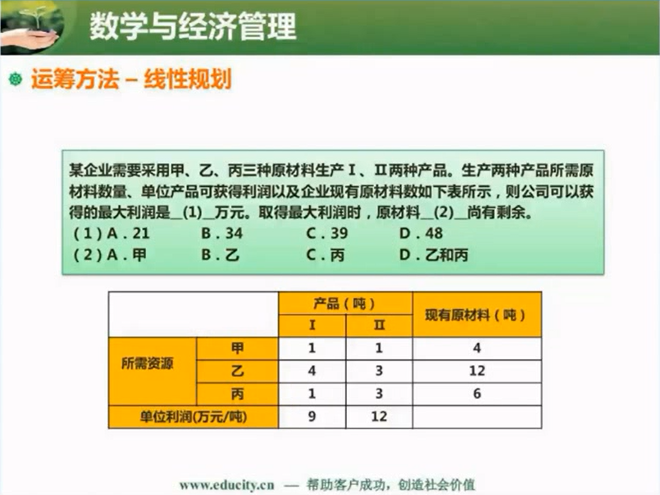 数学与经济管理
运筹方法 – 线性规划
某企业需要采用甲、乙、丙三种原材料生产Ⅰ、Ⅱ两种产品。生产两种产品所需原
材料数量、单位产品可获得利润以及企业现有原材料数如下表所示，则公司可以获
得的最大利润是__(1)__万元。取得最大利润时，原材料__(2)__尚有剩余。
（1）A．21 B．34 C．39 D．48
（2）A．甲 B．乙 C．丙 D．乙和丙
产品（吨） 现有原材料（吨）
Ⅰ Ⅱ
所需资源 甲 1 1 4
乙 4 3 12
丙 1 3 6
单位利润(万元/吨) 9 12
www.educity.cn — 帮助客户成功，创造社会价值